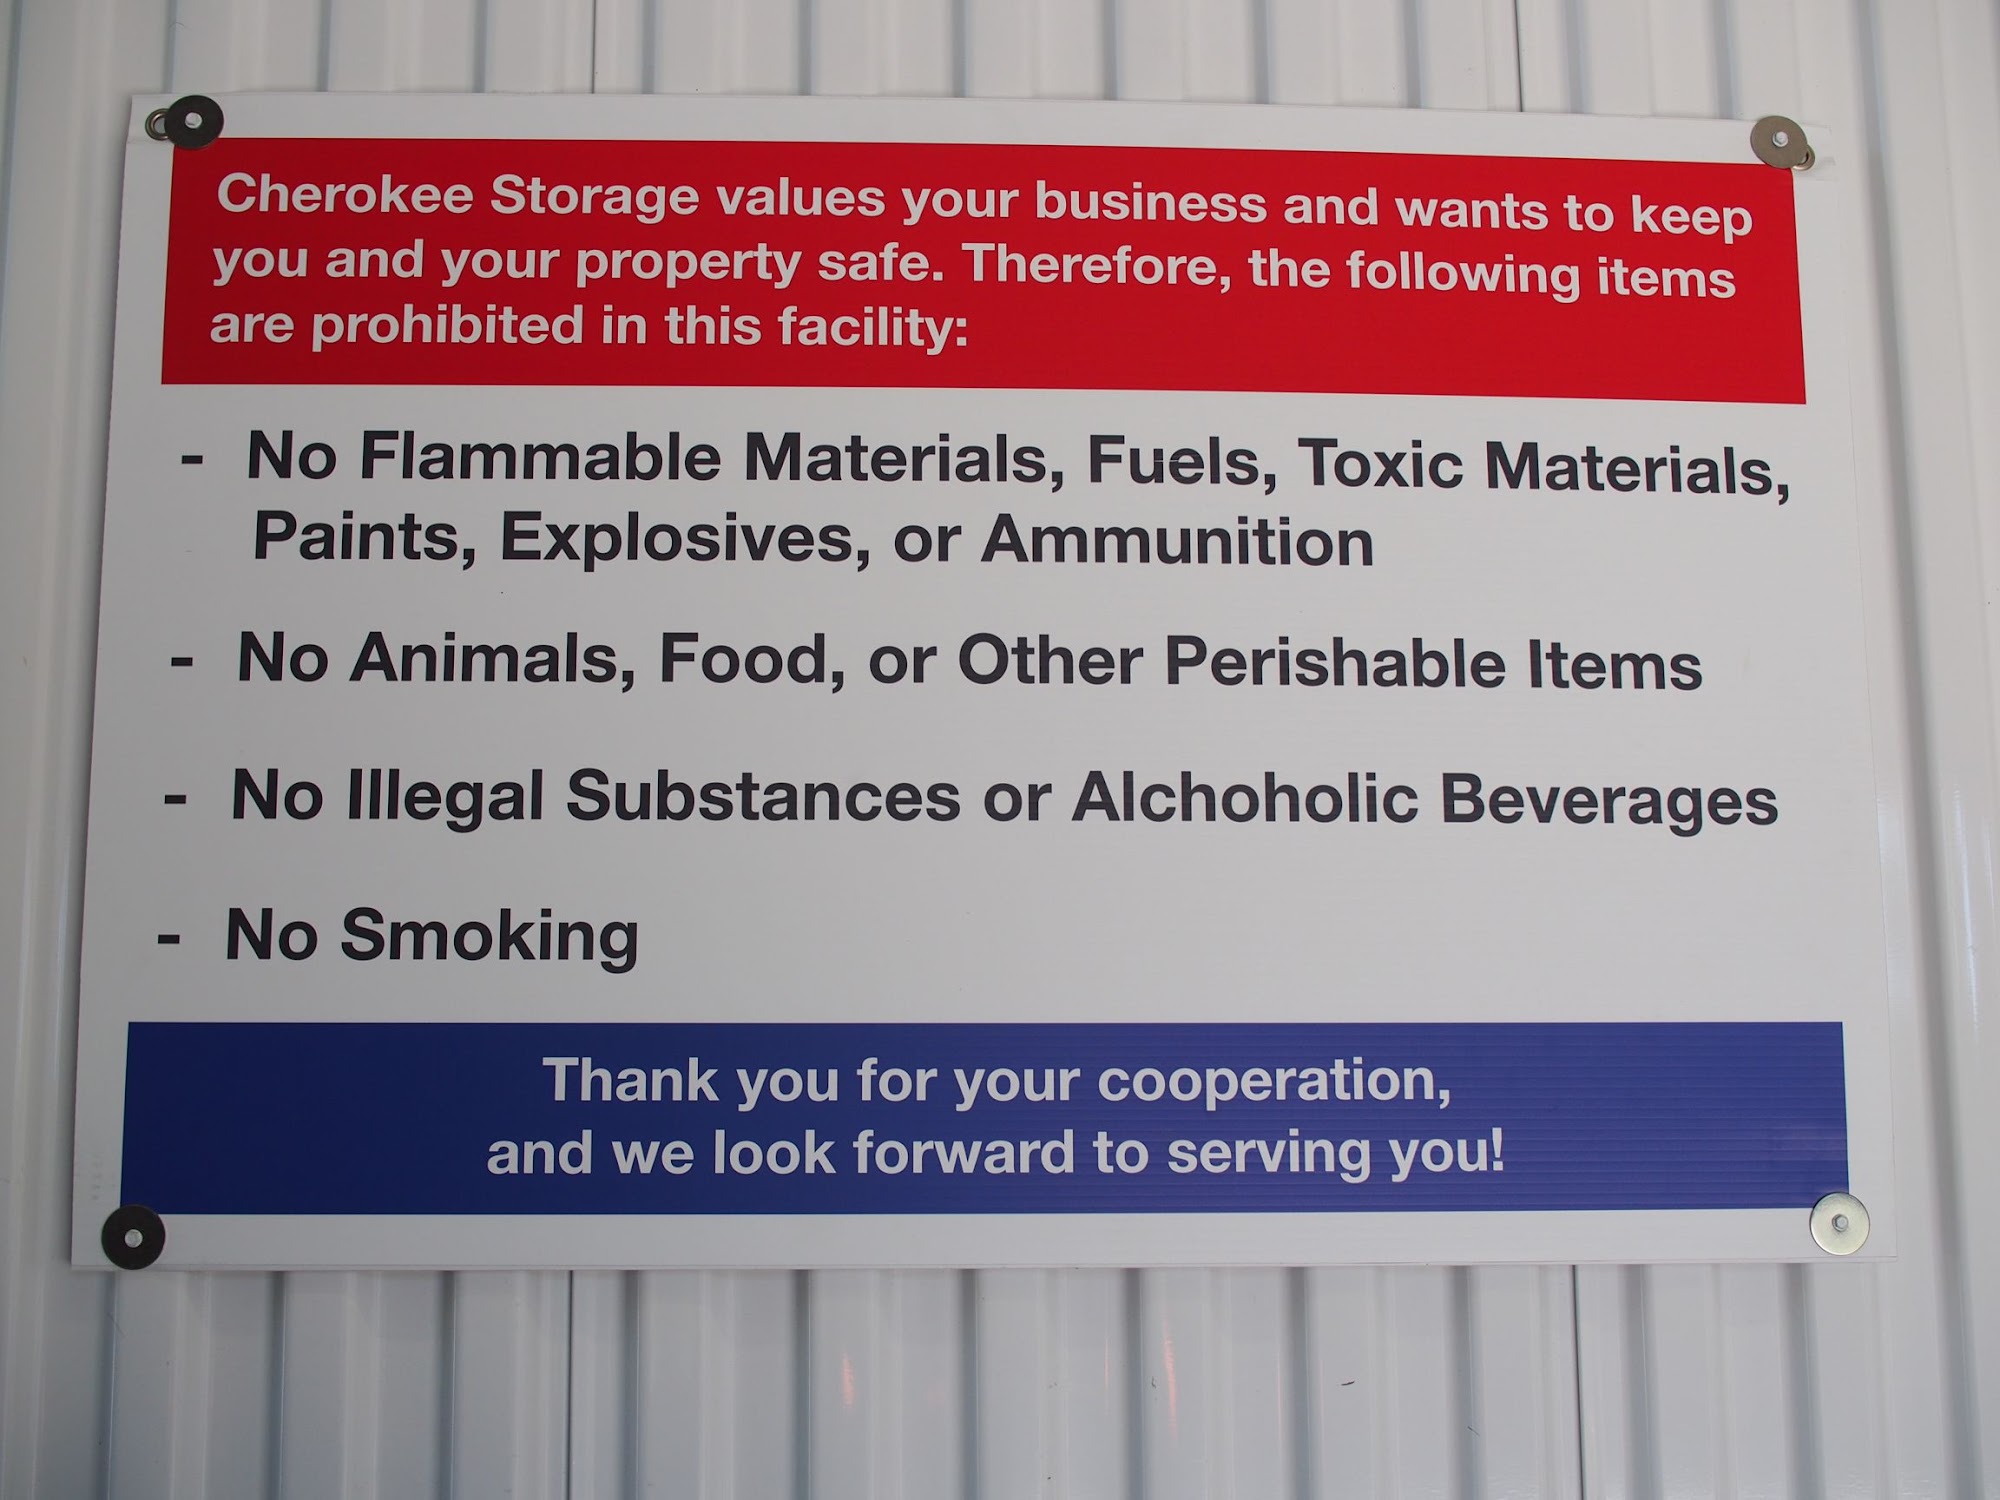 Cherokee Storage values your business and wants to keep
you and your property safe. Therefore, the following items
are prohibited in this facility:
- No Flammable Materials, Fuels, Toxic Materials,
Paints, Explosives, or Ammunition
- No Animals, Food, or Other Perishable Items
- No Illegal Substances or Alchoholic Beverages
- No Smoking
Thank you for your cooperation,
and we look forward to serving you!